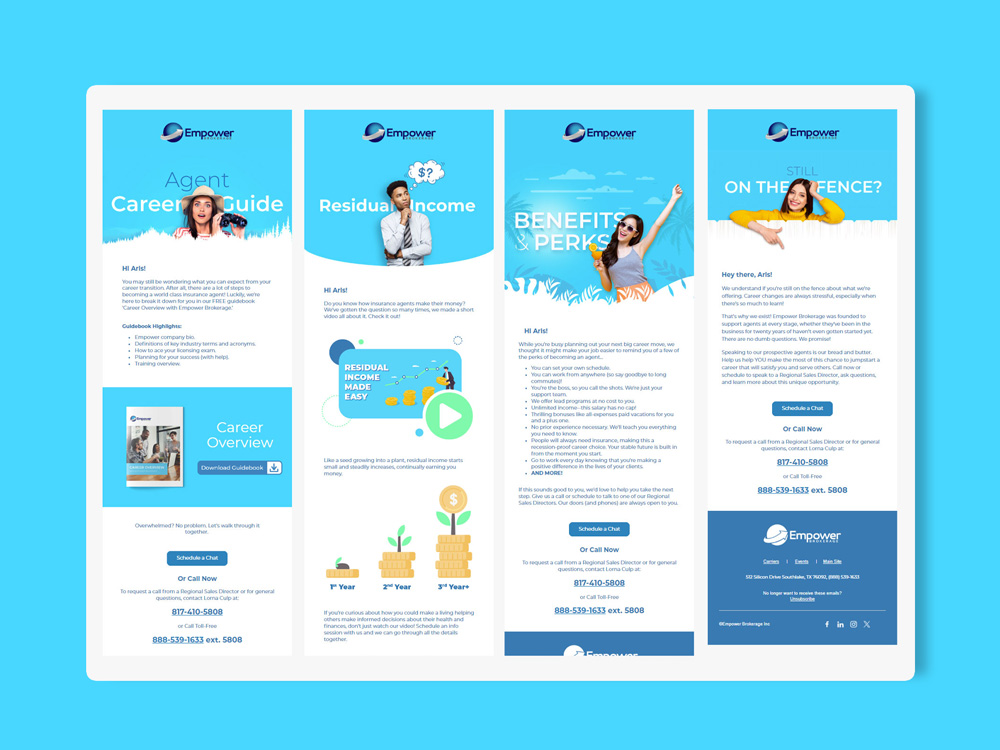 Empower
BROKERAGE
Agent
Career Guide
Hi Aris!
You may still be wondering what you can expect from your
career transition. After all, there are a lot of steps to
becoming a world class insurance agent! Luckily, we're
here to break it down for you in our FREE guidebook
'Career Overview with Empower Brokerage.'
Guidebook Highlights:
• Empower company bio.
• Definitions of key industry terms and acronyms.
• How to ace your licensing exam.
• Planning for your success (with help).
• Training overview.
Empower
CAREER OVERVIEW
Career
Overview
Download Guidebook
Overwhelmed? No problem. Let's walk through it
together.
Schedule a Chat
Or Call Now
To request a call from a Regional Sales Director or for general
questions, contact Lorna Culp at:
817-410-5808
or Call Toll-Free
888-539-1633 ext. 5808
Empower
BROKERAGE
$?
Residual Income
Hi Aris!
Do you know how insurance agents make their money?
We've gotten the question so many times, we made a short
video all about it. Check it out!
RESIDUAL
INCOME
MADE
EASY
Like a seed growing into a plant, residual income starts
small and steadily increases, continually earning you
money.
$
1st Year
2nd Year
3rd Year+
If you're curious about how you could make a living helping
others make informed decisions about their health and
finances, don't just watch our video! Schedule an info
session with us and we can go through all the details
together.
Empower
BROKERAGE
BENEFITS
& PERKS
Hi Aris!
While you're busy planning out your next big career move, we
thought it might make your job easier to remind you of a few of
the perks of becoming an agent...
• You can set your own schedule.
• You can work from anywhere (so say goodbye to long
commutes)!
• You're the boss, so you call the shots. We're just your
support team.
• We offer lead programs at no cost to you.
• Unlimited income–this salary has no cap!
• Thrilling bonuses like all expenses paid vacations for you
and a plus one.
• No prior experience necessary. We'll teach you everything
you need to know.
• People will always need insurance, making this a
recession-proof career choice. Your stable future is built in
from the moment you start.
• Go to work every day knowing that you're making a
positive difference in the lives of your clients.
• AND MORE!
If this sounds good to you, we'd love to help you take the next
step. Give us a call or schedule to talk to one of our Regional
Sales Directors. Our doors (and phones) are always open to you.
Schedule a Chat
Or Call Now
To request a call from a Regional Sales Director or for general
questions, contact Lorna Culp at:
817-410-5808
or Call Toll-Free
888-539-1633 ext. 5808
Empower
Empower
BROKERAGE
STILL
ON THE FENCE?
Hey there, Aris!
We understand if you're still on the fence about what we're
offering. Career changes are always stressful, especially when
there's so much to learn!
That's why we exist! Empower Brokerage was founded to
support agents at every stage, whether they've been in the
business for twenty years of haven't even gotten started yet.
There are no dumb questions. We promise!
Speaking to our prospective agents is our bread and butter.
Help us help YOU make the most of this chance to jumpstart a
career that will satisfy you and serve others. Call now or
schedule to speak to a Regional Sales Director, ask questions,
and learn more about this unique opportunity.
Schedule a Chat
Or Call Now
To request a call from a Regional Sales Director or for general
questions, contact Lorna Culp at:
817-410-5808
or Call Toll-Free
888-539-1633 ext. 5808
Empower
BROKERAGE
Careers | Events | Main Site
532 Silicon Drive Southlake, TX 76092, (888) 539-1633
No longer want to receive these emails?
Unsubscribe
©Empower Brokerage Inc